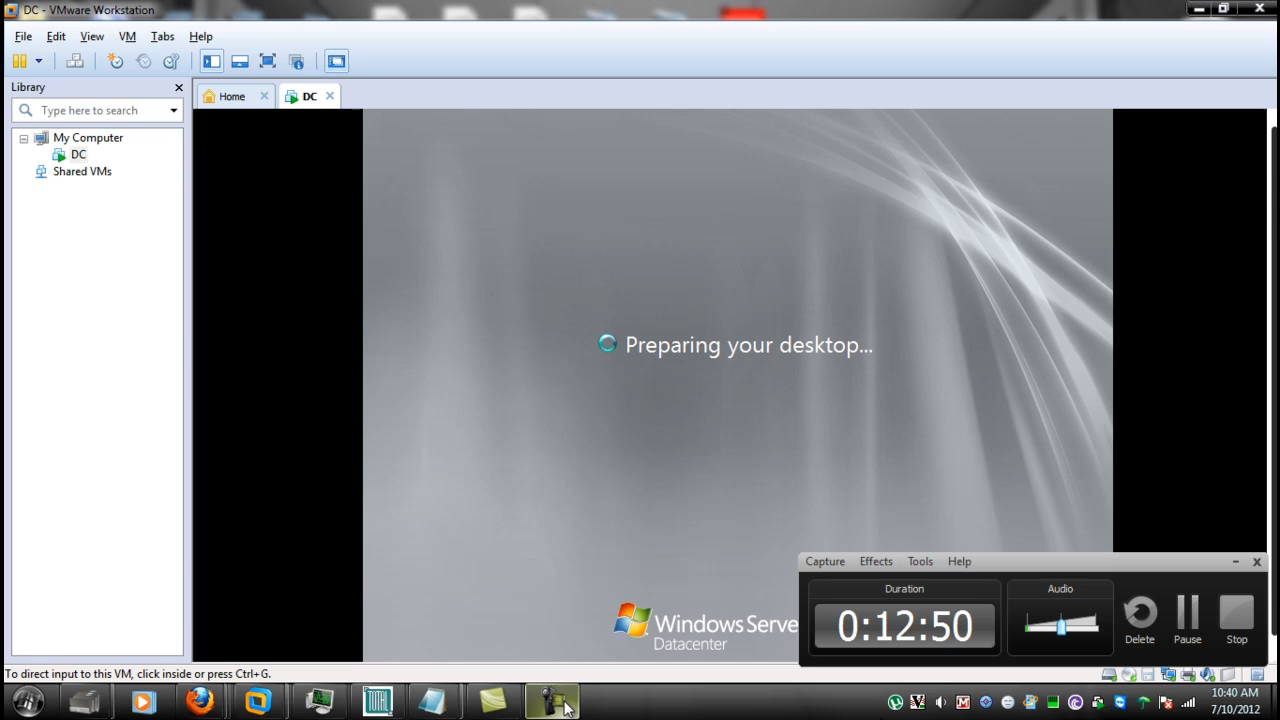 DC - VMware Workstation
File Edit View VM Tabs Help
Library
Type here to search
My Computer
DC
Shared VMs
Home
DC
Preparing your desktop...
Windows Serve
Datacenter
Capture Effects Tools Help
Duration
0:12:50
Audio
Delete
Pause
Stop
To direct input to this VM, click inside or press Ctrl+G.
TOTAL
10:40 AM
7/10/2012